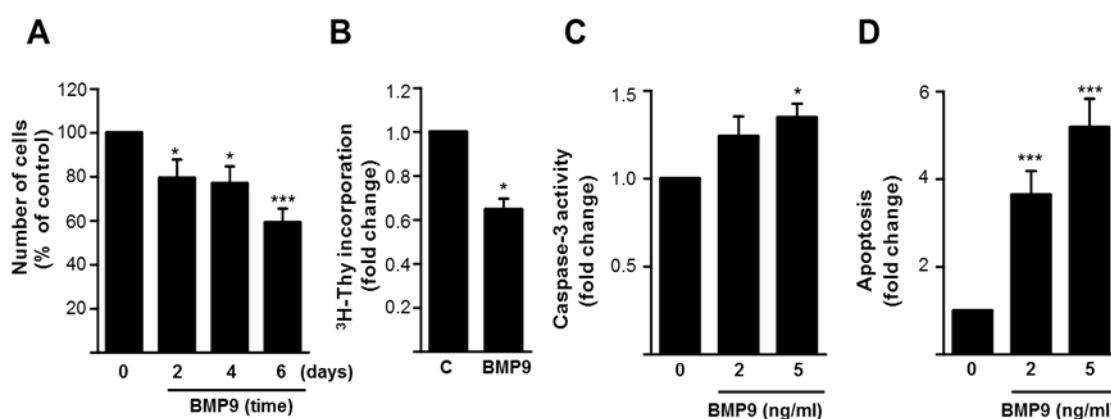 A
Number of cells
(% of control)
120
100
80
60
40
20
*
*
***
0 2 4 6 (days)
BMP9 (time)
B
³H-Thy incorporation
(fold change)
1.2
1.0
0.8
0.6
0.4
0.2
*
C BMP9
C
Caspase-3 activity
(fold change)
1.5
1.0
0.5
*
0 2 5
BMP9 (ng/ml)
D
Apoptosis
(fold change)
6
4
2
***
***
0 2 5
BMP9 (ng/ml)